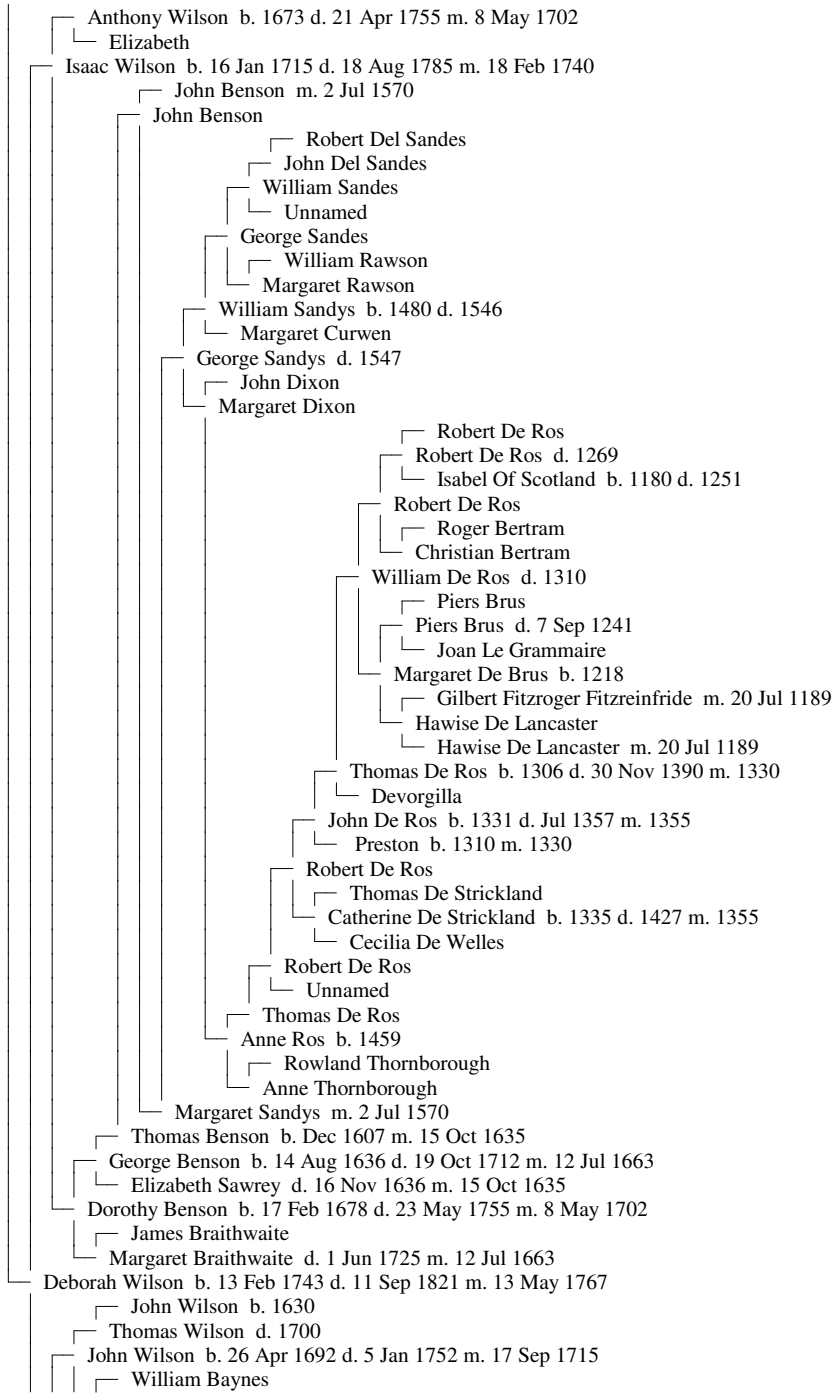 Anthony Wilson b. 1673 d. 21 Apr 1755 m. 8 May 1702
Elizabeth
Isaac Wilson b. 16 Jan 1715 d. 18 Aug 1785 m. 18 Feb 1740
John Benson m. 2 Jul 1570
John Benson
Robert Del Sandes
John Del Sandes
William Sandes
Unnamed
George Sandes
William Rawson
Margaret Rawson
William Sandys b. 1480 d. 1546
Margaret Curwen
George Sandys d. 1547
John Dixon
Margaret Dixon
Robert De Ros
Robert De Ros d. 1269
Isabel Of Scotland b. 1180 d. 1251
Robert De Ros
Roger Bertram
Christian Bertram
William De Ros d. 1310
Piers Brus
Piers Brus d. 7 Sep 1241
Joan Le Grammaire
Margaret De Brus b. 1218
Gilbert Fitzroger Fitzreinfride m. 20 Jul 1189
Hawise De Lancaster
Hawise De Lancaster m. 20 Jul 1189
Thomas De Ros b. 1306 d. 30 Nov 1390 m. 1330
Devorgilla
John De Ros b. 1331 d. Jul 1357 m. 1355
Preston b. 1310 m. 1330
Robert De Ros
Thomas De Strickland
Catherine De Strickland b. 1335 d. 1427 m. 1355
Cecilia De Welles
Robert De Ros
Unnamed
Thomas De Ros
Anne Ros b. 1459
Rowland Thornborough
Anne Thornborough
Margaret Sandys m. 2 Jul 1570
Thomas Benson b. Dec 1607 m. 15 Oct 1635
George Benson b. 14 Aug 1636 d. 19 Oct 1712 m. 12 Jul 1663
Elizabeth Sawrey d. 16 Nov 1636 m. 15 Oct 1635
Dorothy Benson b. 17 Feb 1678 d. 23 May 1755 m. 8 May 1702
James Braithwaite
Margaret Braithwaite d. 1 Jun 1725 m. 12 Jul 1663
Deborah Wilson b. 13 Feb 1743 d. 11 Sep 1821 m. 13 May 1767
John Wilson b. 1630
Thomas Wilson d. 1700
John Wilson b. 26 Apr 1692 d. 5 Jan 1752 m. 17 Sep 1715
William Baynes